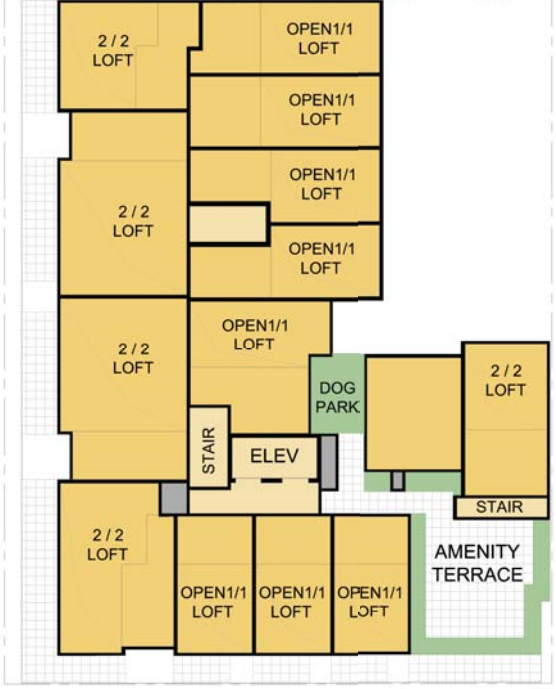 2 / 2
LOFT
OPEN1/1
LOFT
OPEN1/1
LOFT
OPEN1/1
LOFT
2 / 2
LOFT
OPEN1/1
LOFT
OPEN1/1
LOFT
2 / 2
LOFT
2 / 2
LOFT
DOG
PARK
STAIR
ELEV
STAIR
2 / 2
LOFT
AMENITY
TERRACE
OPEN1/1
LOFT
OPEN1/1
LOFT
OPEN1/1
LOFT